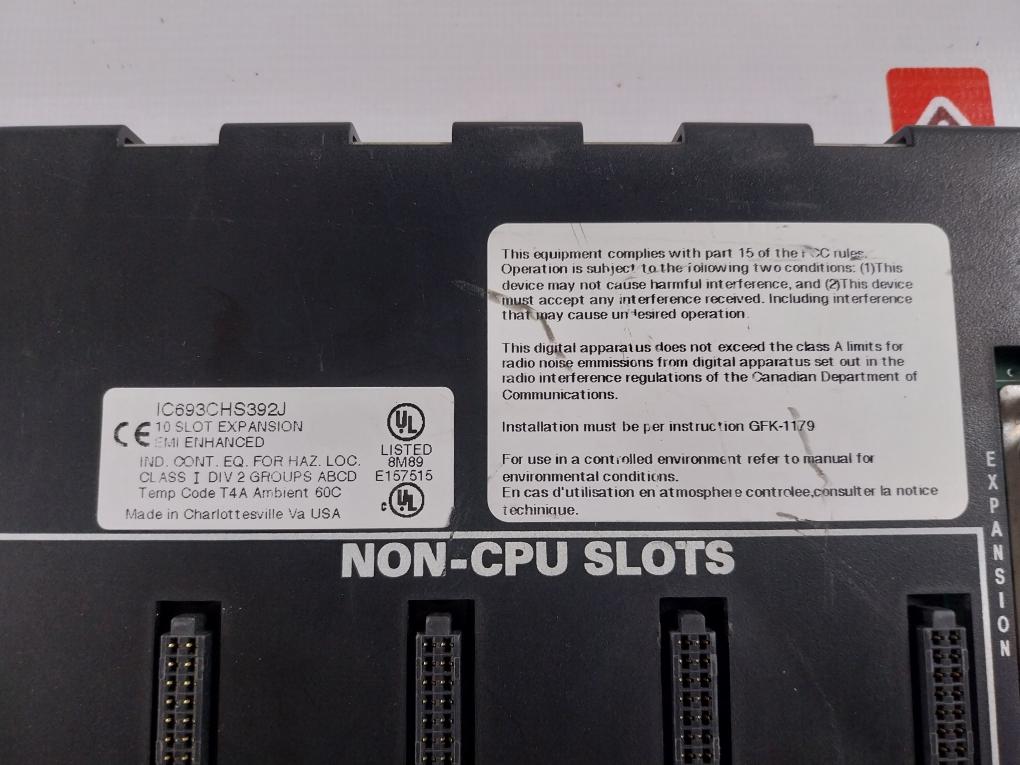 This equipment complies with part 15 of the FCC rules.
Operation is subject to the following two conditions: (1)This
device may not cause harmful interference, and (2)This device
must accept any interference received. Including interference
that may cause undesired operation.
This digital apparatus does not exceed the class A limits for
radio noise emmissions from digital apparatus set out in the
radio interference regulations of the Canadian Department of
Communications.
Installation must be per instruction GFK-1179
For use in a controlled environment refer to manual for
environmental conditions.
En cas d'utilisation en atmosphere controlee,consulter la notice
techinique.
IC693CHS392J
CE 10 SLOT EXPANSION
EMI ENHANCED
IND. CONT. EQ. FOR HAZ. LOC.
CLASS I DIV 2 GROUPS ABCD
Temp Code T4A Ambient 60C
Made in Charlottesville Va USA
UL
LISTED
8M89
E157515
c UL
EXPANSION
NON-CPU SLOTS